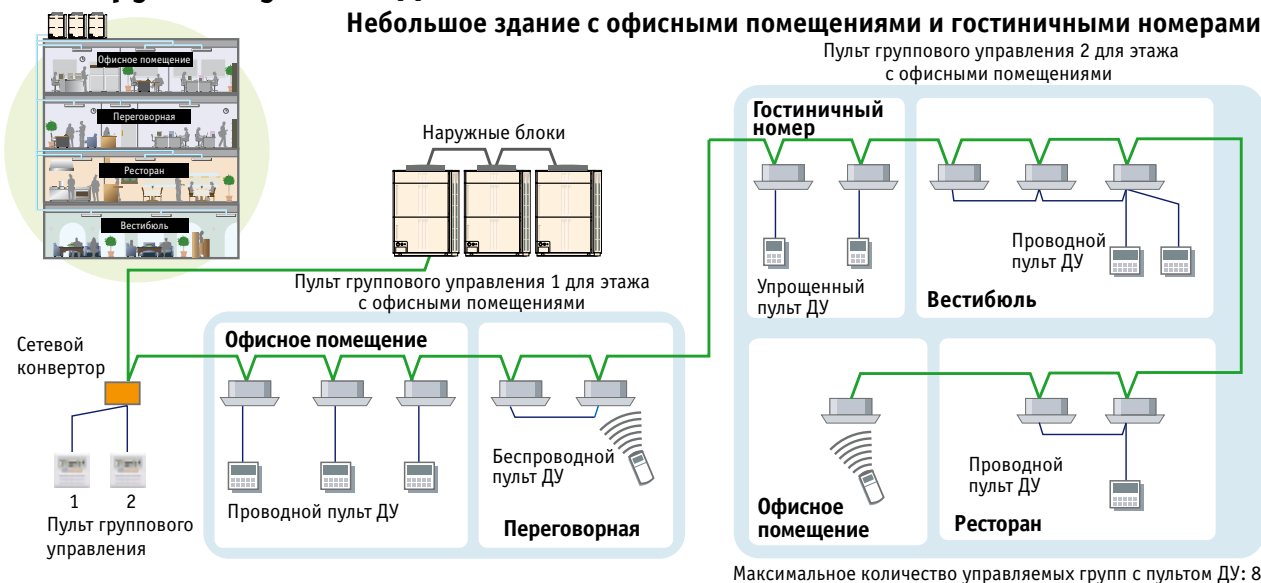 Небольшое здание с офисными помещениями и гостиничными номерами
Офисное помещение
Переговорная
Ресторан
Вестибюль
Наружные блоки
Пульт группового управления 2 для этажа
с офисными помещениями
Гостиничный
номер
Упрощенный
пульт ДУ
Проводной
пульт ДУ
Вестибюль
Пульт группового управления 1 для этажа
с офисными помещениями
Сетевой
конвертор
1
2
Пульт группового
управления
Офисное помещение
Проводной пульт ДУ
Беспроводной
пульт ДУ
Переговорная
Офисное
помещение
Проводной
пульт ДУ
Ресторан
Максимальное количество управляемых групп с пультом ДУ: 8